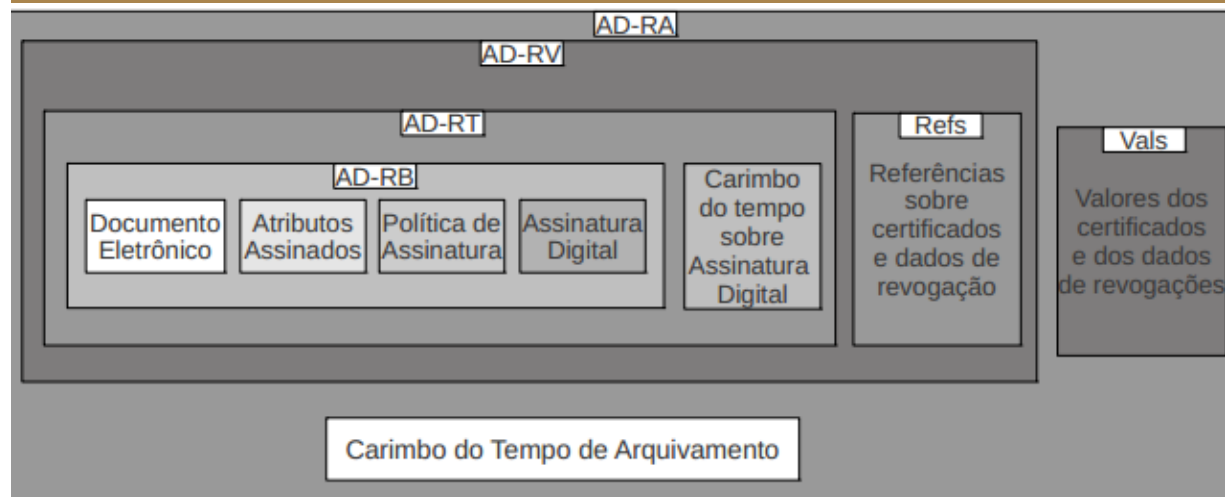 AD-RA
AD-RV
AD-RT
AD-RB
Documento
Eletrônico
Atributos
Assinados
Política de
Assinatura
Assinatura
Digital
Carimbo
do tempo
sobre
Assinatura
Digital
Refs
Referências
sobre
certificados
e dados de
revogação
Vals
Valores dos
certificados
e dos dados
de revogações
Carimbo do Tempo de Arquivamento